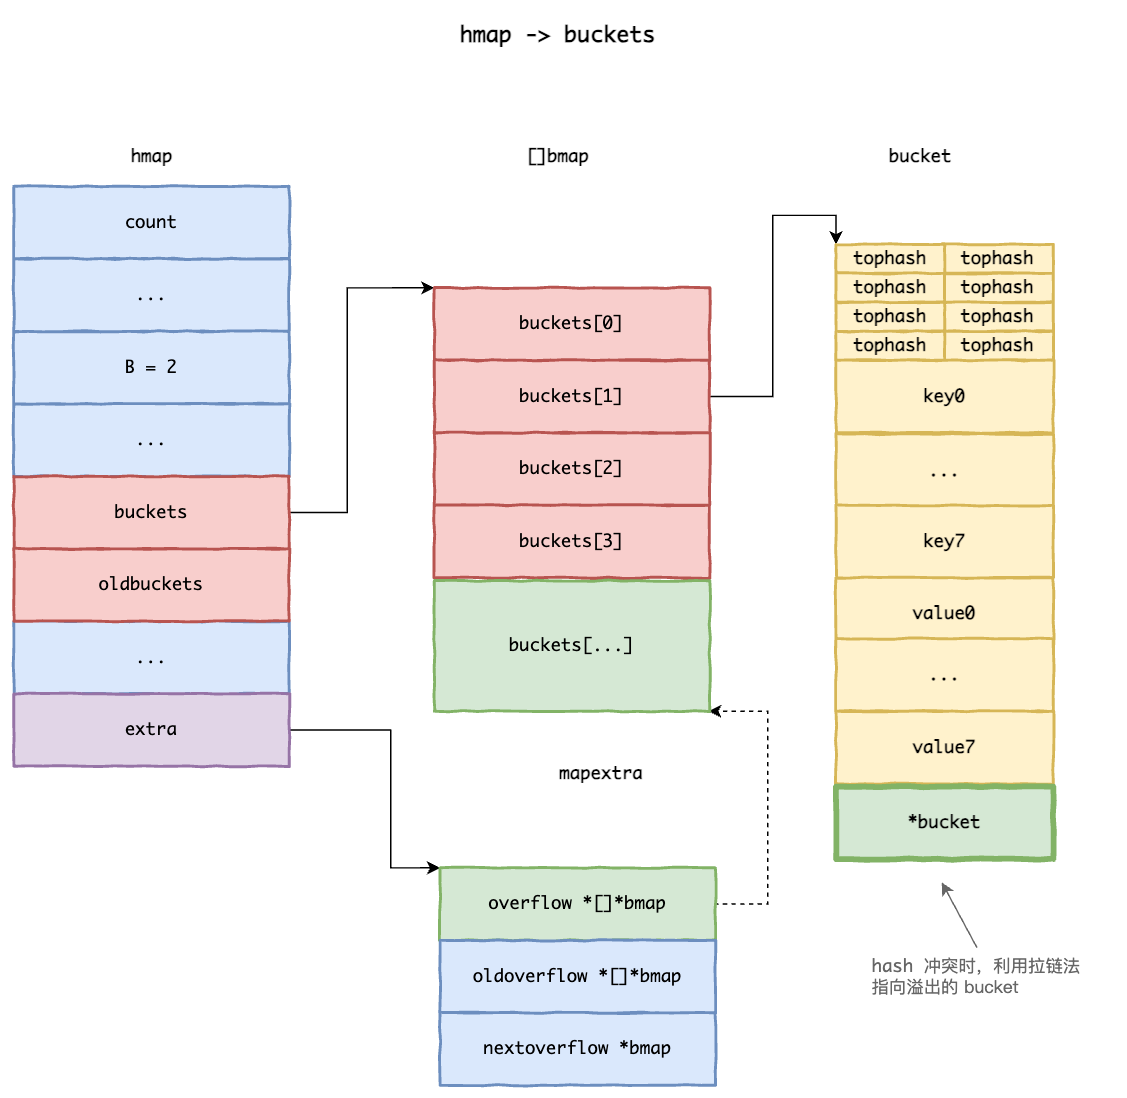 hmap -> buckets
hmap
count
...
B = 2
...
buckets
oldbuckets
...
extra
[]bmap
buckets[0]
buckets[1]
buckets[2]
buckets[3]
buckets[...]
mapextra
overflow *[]*bmap
oldoverflow *[]*bmap
nextoverflow *bmap
bucket
tophash tophash
tophash tophash
tophash tophash
tophash tophash
key0
...
key7
value0
...
value7
*bucket
hash 冲突时，利用拉链法
指向溢出的 bucket